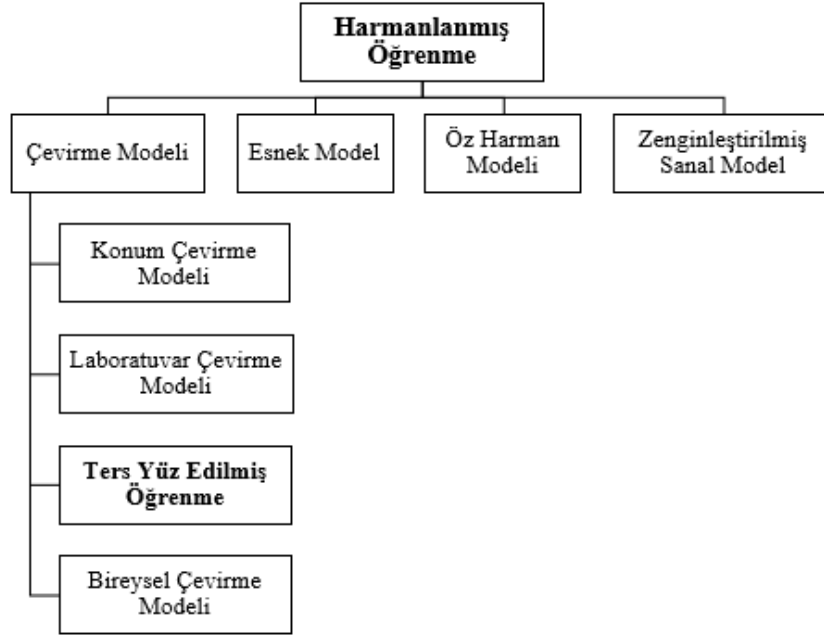 Harmanlanmış
Öğrenme
Çevirme Modeli
Esnek Model
Öz Harman
Modeli
Zenginleştirilmiş
Sanal Model
Konum Çevirme
Modeli
Laboratuvar Çevirme
Modeli
Ters Yüz Edilmiş
Öğrenme
Bireysel Çevirme
Modeli